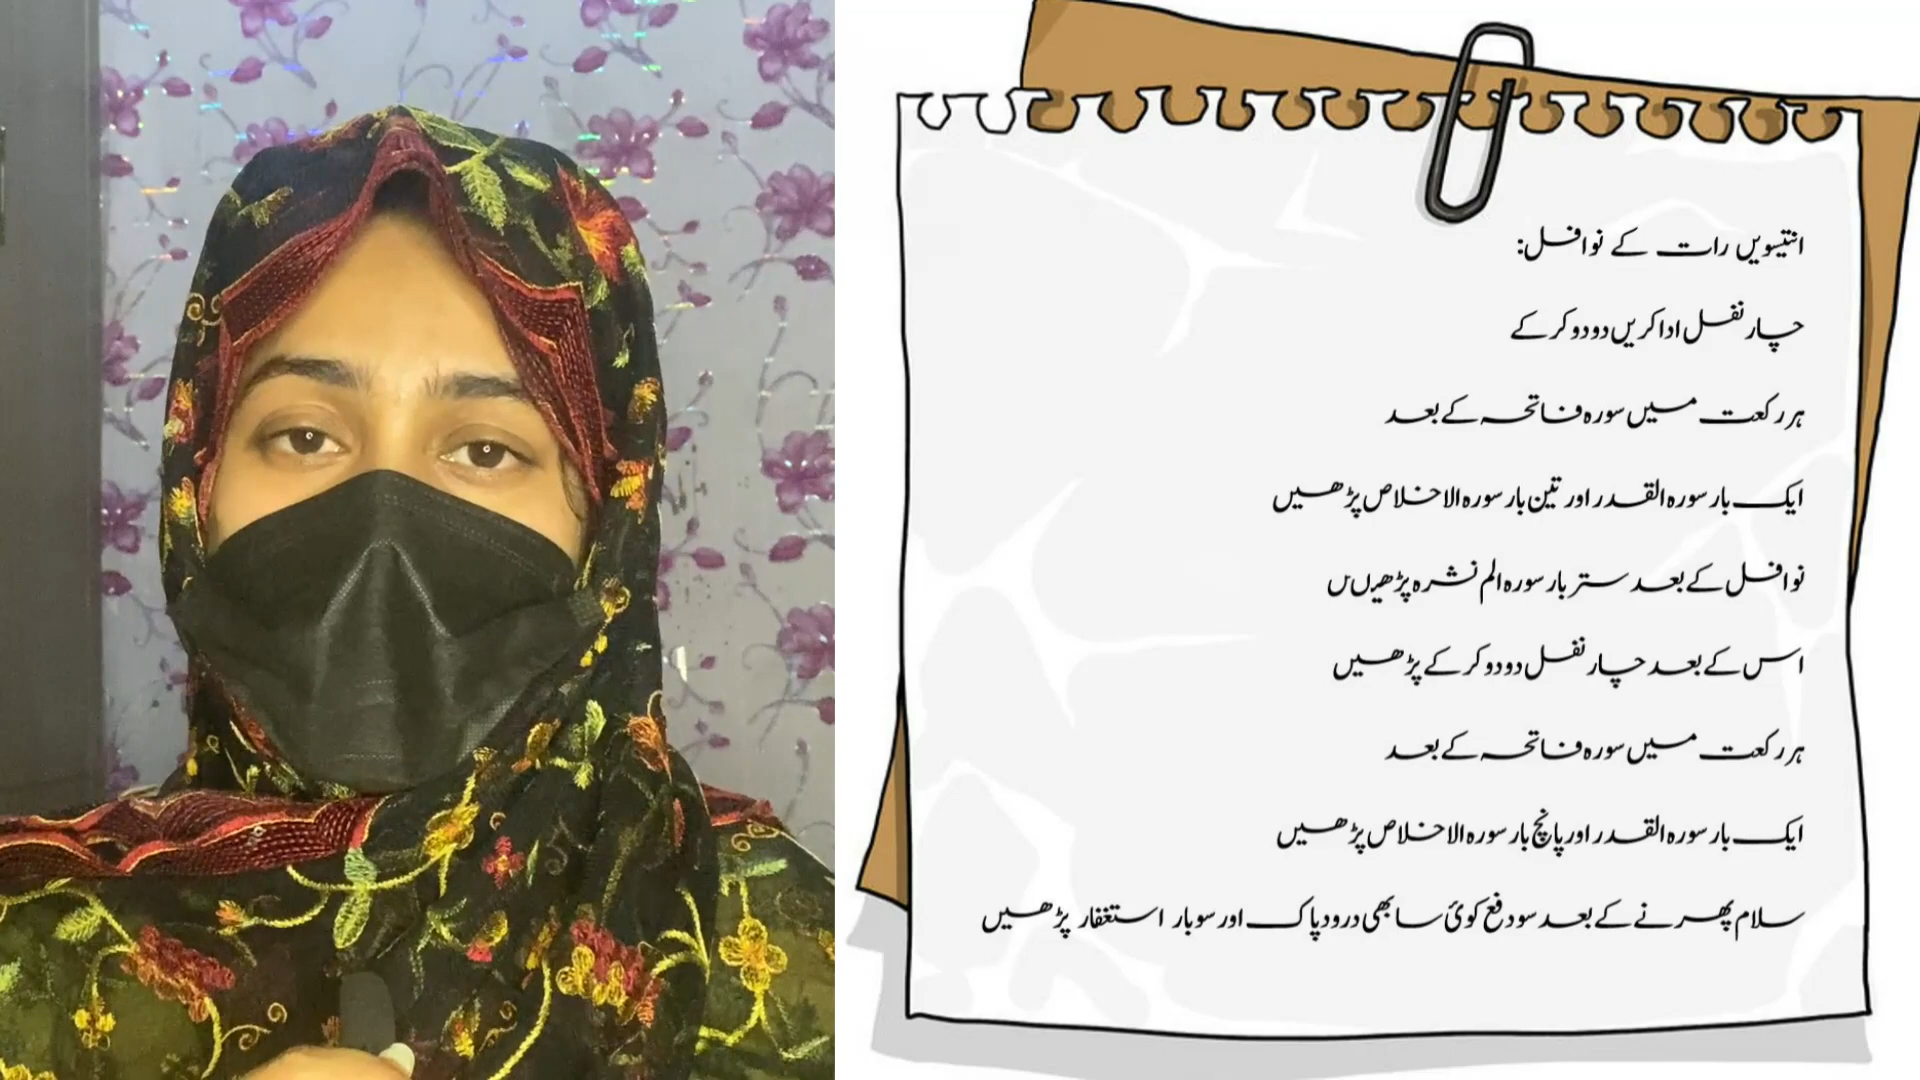 انتیسویں رات کے نوافل:
چار نفل ادا کریں دو دو کر کے
ہر رکعت میں سورہ فاتحہ کے بعد
ایک بار سورہ القدر اور تین بار سورہ الاخلاص پڑھیں
نوافل کے بعد ستر بار سورہ الم نشرہ پڑھیں
اس کے بعد چار نفل دو دو کر کے پڑھیں
ہر رکعت میں سورہ فاتحہ کے بعد
ایک بار سورہ القدر اور پانچ بار سورہ الاخلاص پڑھیں
سلام پھرنے کے بعد سو دفع کوئ سا بھی درود پاک اور سو بار استغفار پڑھیں